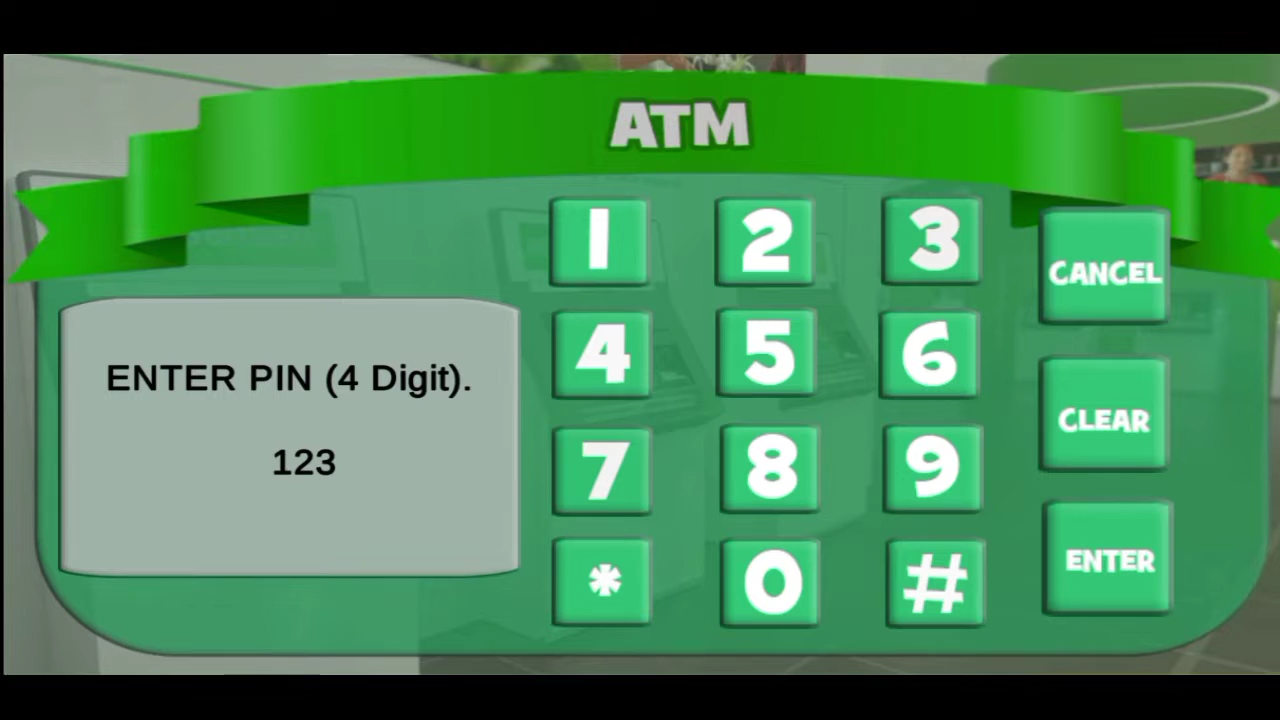 ATM
ENTER PIN (4 Digit).
123
1 2 3
CANCEL
4 5 6
CLEAR
7 8 9
* 0 #
ENTER